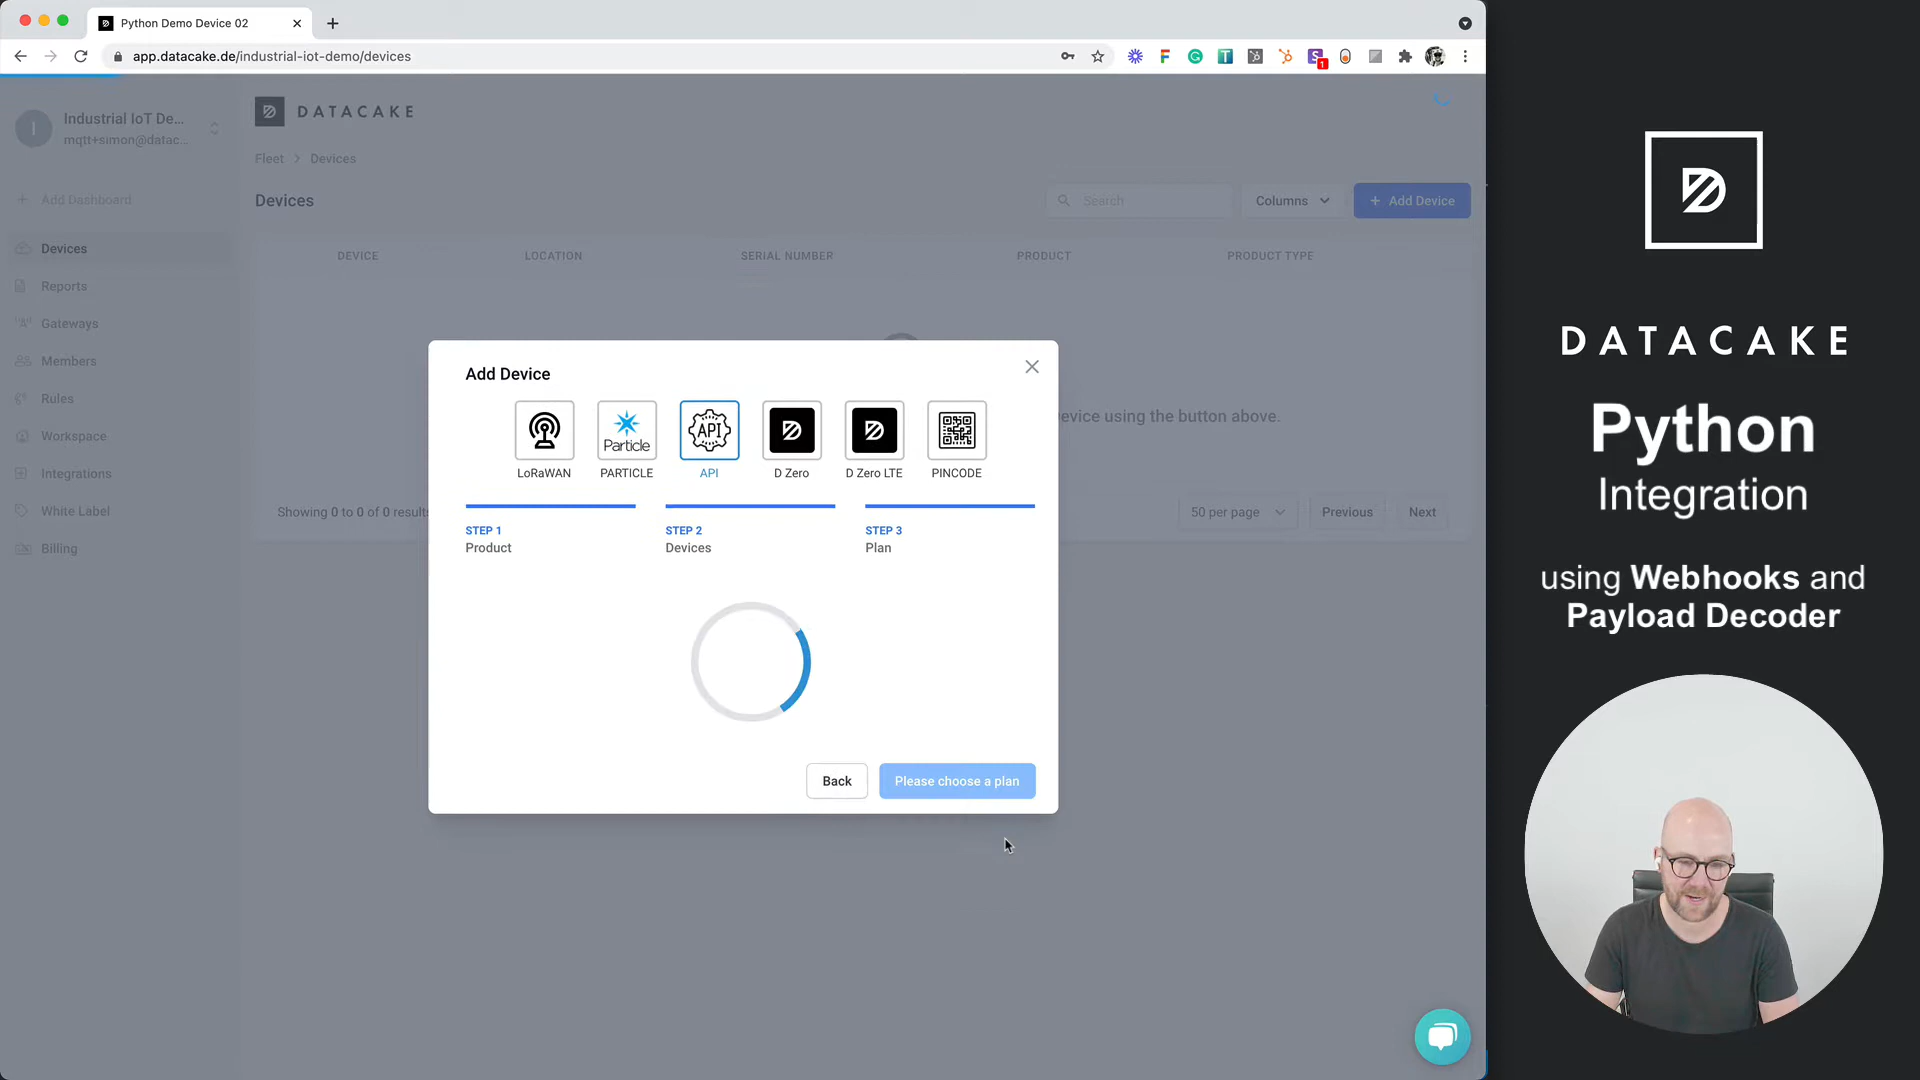 Python Demo Device 02
app.datacake.de/industrial-iot-demo/devices
1
I
Industrial IoT De...
mqtt+simon@datac...
Add Dashboard
Devices
Reports
Gateways
Members
Rules
Workspace
Integrations
White Label
Billing
DATACAKE
Fleet > Devices
Devices
Search
Columns
+ Add Device
DEVICE LOCATION SERIAL NUMBER PRODUCT PRODUCT TYPE
evice using the button above.
Showing 0 to 0 of 0 results
50 per page
Previous
Next
Add Device
API
Particle
LoRaWAN PARTICLE API D Zero D Zero LTE PINCODE
STEP 1
Product
STEP 2
Devices
STEP 3
Plan
Back
Please choose a plan
DATACAKE
Python
Integration
using Webhooks and
Payload Decoder